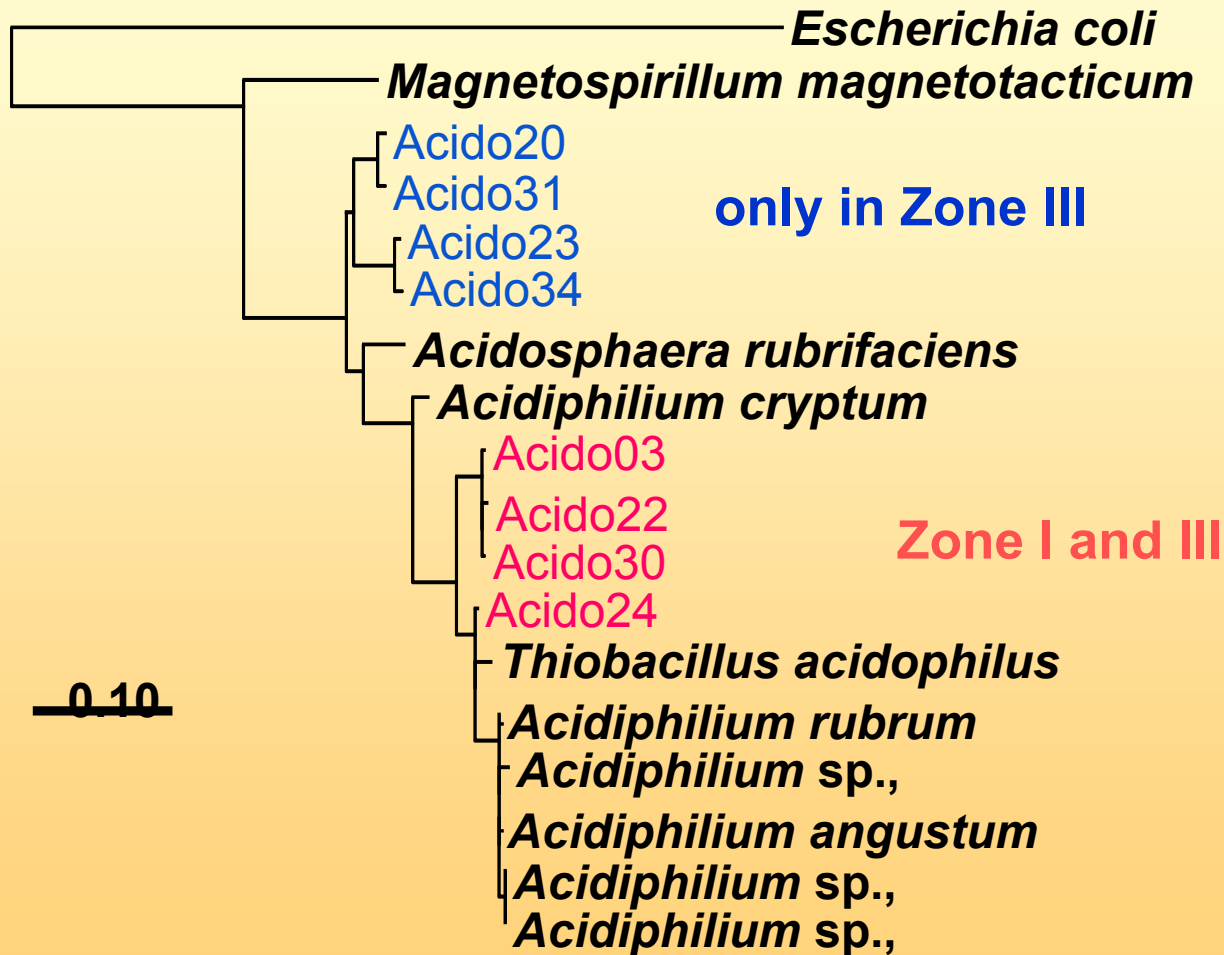 Escherichia coli
Magnetospirillum magnetotacticum
Acido20
Acido31
only in Zone III
Acido23
Acido34
Acidosphaera rubrifaciens
Acidiphilium cryptum
Acido03
Acido22
Zone I and III
Acido30
Acido24
Thiobacillus acidophilus
0.10
Acidiphilium rubrum
Acidiphilium sp.,
Acidiphilium angustum
Acidiphilium sp.,
Acidiphilium sp.,